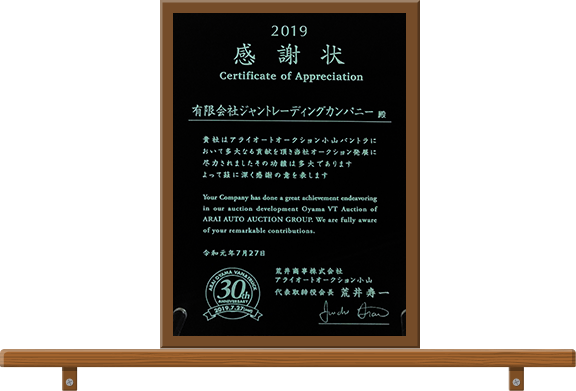 2019
感謝状
Certificate of Appreciation
有限会社ジャントレーディングカンパニー 殿
貴社はアライオートオークション小山バントラに
おいて多大なる貢献を頂き当社オークション発展に
尽力されましたその功績は多大であります
よって茲に深く感謝の意を表します
Your Company has done a great achievement endeavoring
in our auction development Oyama VT Auction of
ARAI AUTO AUCTION GROUP. We are fully aware
of your remarkable contributions.
令和元年7月27日
荒井商事株式会社
アライオートオークション小山
代表取締役会長 荒井寿一
ARAI OYAMA VAN&TRUCK
30th
ANNIVERSARY
2019.7.27